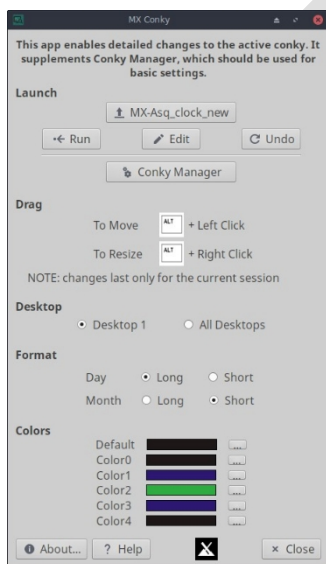 MX Conky
This app enables detailed changes to the active conky. It
supplements Conky Manager, which should be used for
basic settings.
Launch
MX-Asq_clock_new
Run Edit Undo
Conky Manager
Drag
To Move ALT + Left Click
To Resize ALT + Right Click
NOTE: changes last only for the current session
Desktop
Desktop 1 All Desktops
Format
Day Long Short
Month Long Short
Colors
Default ...
Color0 ...
Color1 ...
Color2 ...
Color3 ...
Color4 ...
About... ? Help × Close